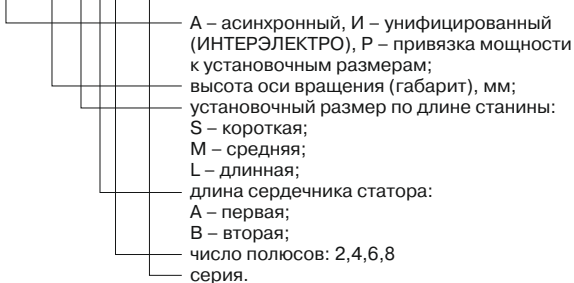 А – асинхронный, И – унифицированный
(ИНТЕРЭЛЕКТРО), Р – привязка мощности
к установочным размерам;
высота оси вращения (габарит), мм;
установочный размер по длине станины:
S – короткая;
М – средняя;
L – длинная;
длина сердечника статора:
А – первая;
В – вторая;
число полюсов: 2,4,6,8
серия.